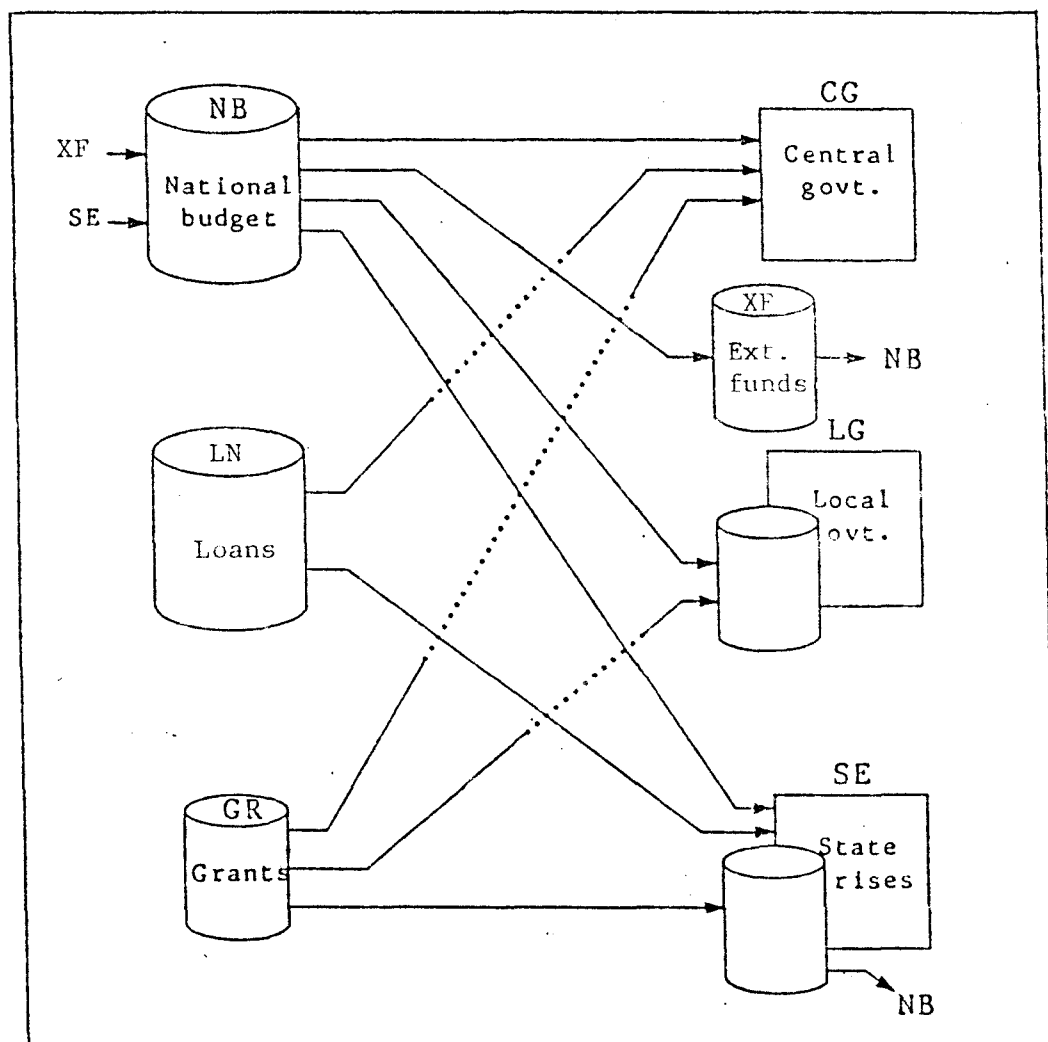 NB
XF
National
SE
budget
CG
Central
govt.
XF
Ext.
NB
funds
LN
Loans
LG
Local
ovt.
GR
Grants
SE
State
rises
NB